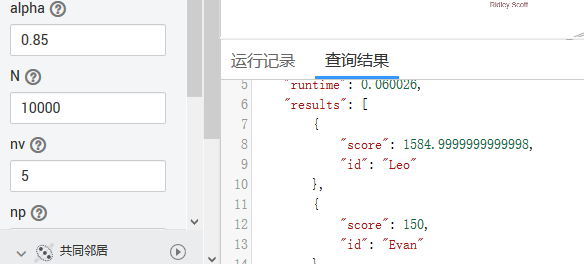 alpha
0.85
N
10000
nv
5
np
共同邻居
Ridley Scott
运行记录 查询结果
5 "runtime": 0.060026,
6 "results": [
7 {
8 "score": 1584.9999999999998,
9 "id": "Leo"
10 },
11 {
12 "score": 150,
13 "id": "Evan"
14 }